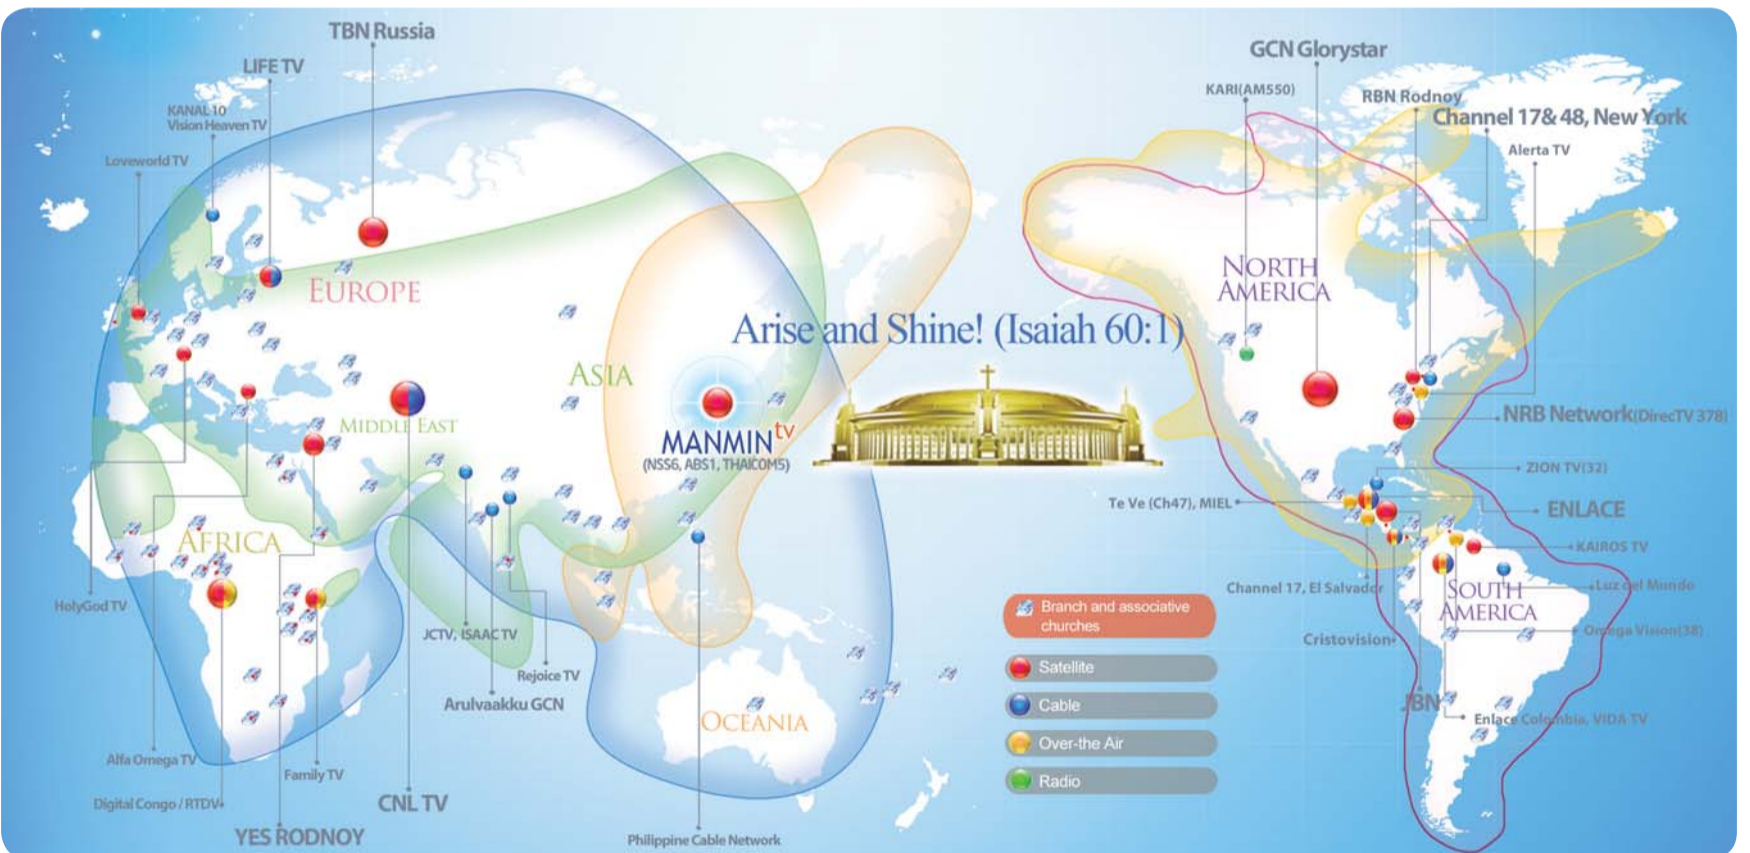 TBN Russia
LIFE TV
KANAL 10
Vision Heaven TV
Loveworld TV
GCN Glorystar
KARI(AM550)
RBN Rodnoy
Channel 17& 48, New York
Alerta TV
EUROPE
NORTH
AMERICA
Arise and Shine! (Isaiah 60:1)
ASIA
MIDDLE EAST
MANMIN tv
(NSS6, ABS1, THAICOM5)
NRB Network(DirecTV 378)
ZION TV(32)
Te Ve (Ch47), MIEL
ENLACE
AFRICA
KAIROS TV
Channel 17, El Salvador
Luz del Mundo
SOUTH
AMERICA
HolyGod TV
Branch and associative
churches
JCTV, ISAAC TV
Omega Vision(38)
Cristovision
Satellite
Rejoice TV
Arulvaakku GCN
Cable
JBN
OCEANIA
Enlace Colombia, VIDA TV
Over-the Air
Alfa Omega TV
Family TV
Radio
Digital Congo / RTDV
CNL TV
YES RODNOY
Philippine Cable Network